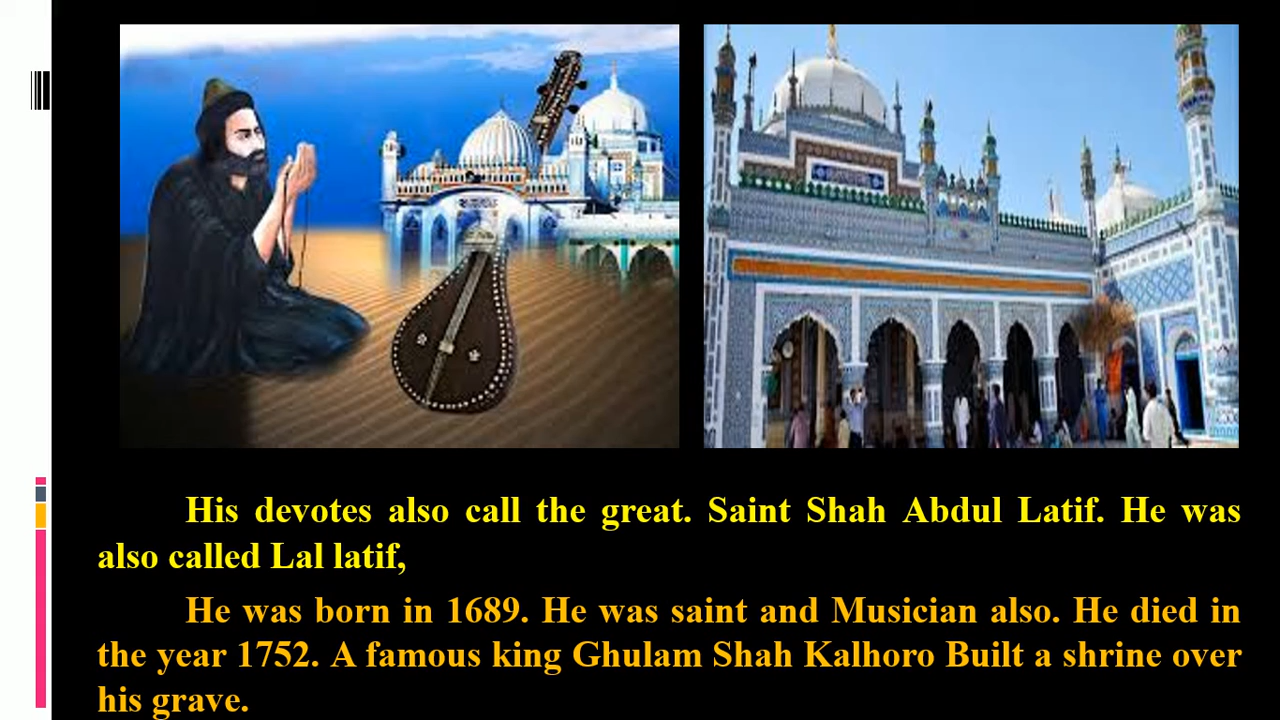 His devotes also call the great. Saint Shah Abdul Latif. He was
also called Lal latif,
He was born in 1689. He was saint and Musician also. He died in
the year 1752. A famous king Ghulam Shah Kalhoro Built a shrine over
his grave.